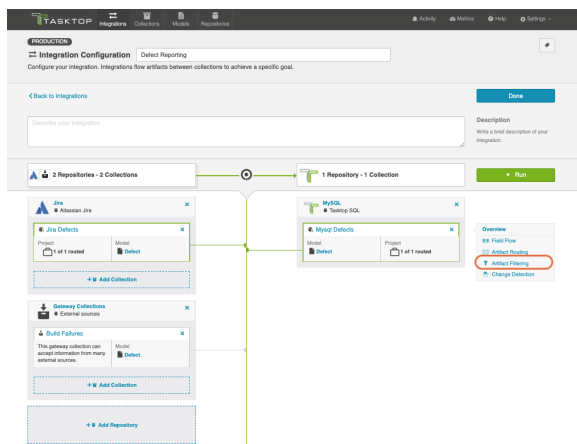 TASKTOP
Integrations
Collections
Models
Repositories
Activity
Metrics
Help
Settings
PRODUCTION
Integration Configuration
Defect Reporting
Configure your integration. Integrations flow artifacts between collections to achieve a specific goal.
Back to Integrations
Done
Describe your integration
Description
Write a brief description of your
integration.
2 Repositories - 2 Collections
1 Repository - 1 Collection
Run
Jira
Atlassian Jira
MySQL
Tasktop SQL
Jira Defects
Mysql Defects
Project
1 of 1 routed
Model
Defect
Model
Defect
Project
1 of 1 routed
Overview
Field Flow
Artifact Routing
Artifact Filtering
Change Detection
+ Add Collection
Gateway Collections
External sources
Build Failures
This gateway collection can
accept information from many
external sources.
Model
Defect
+ Add Collection
+ Add Repository